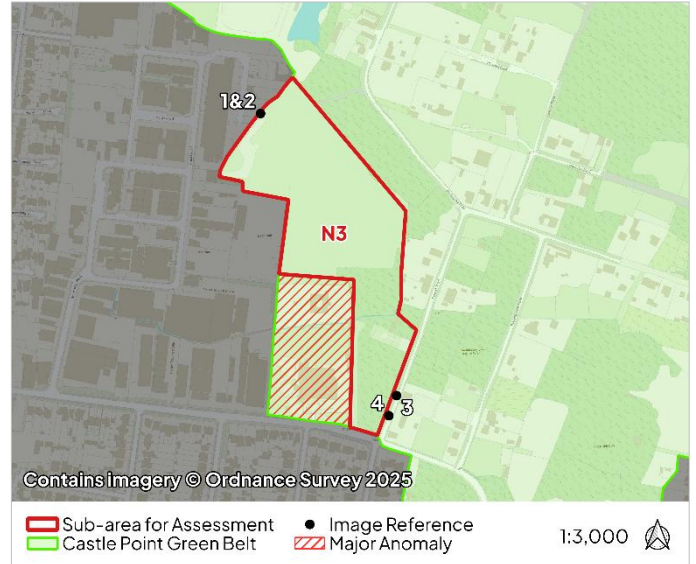 1&2
N3
4
3
Contains imagery © Ordnance Survey 2025
Sub-area for Assessment
Image Reference
1:3,000
Castle Point Green Belt
Major Anomaly